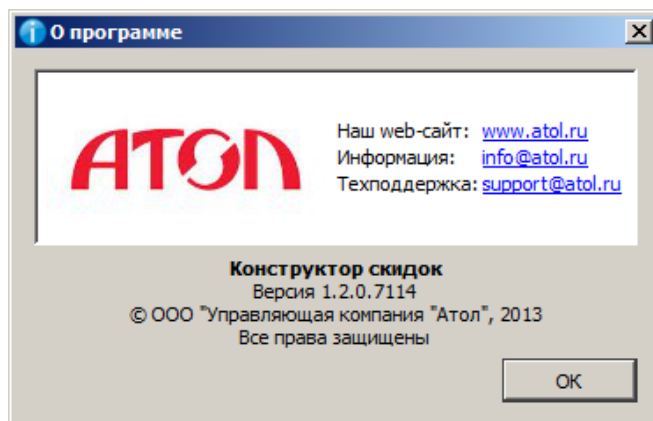 О программе
АТОЛ
Наш web-сайт: www.atol.ru
Информация: info@atol.ru
Техподдержка: support@atol.ru
Конструктор скидок
Версия 1.2.0.7114
© ООО "Управляющая компания "Атол", 2013
Все права защищены
OK